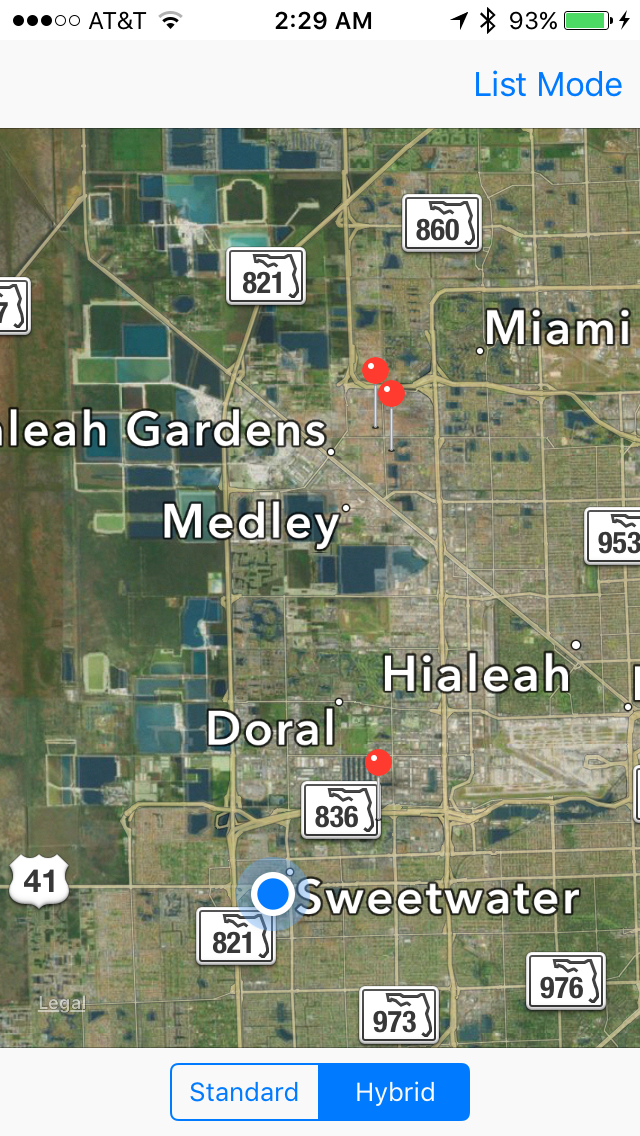 AT&T 2:29 AM 93%
List Mode
860
821
7
Miami
leah Gardens
Medley
953
Hialeah
Doral
836
41
Sweetwater
821
976
Legal
973
Standard Hybrid